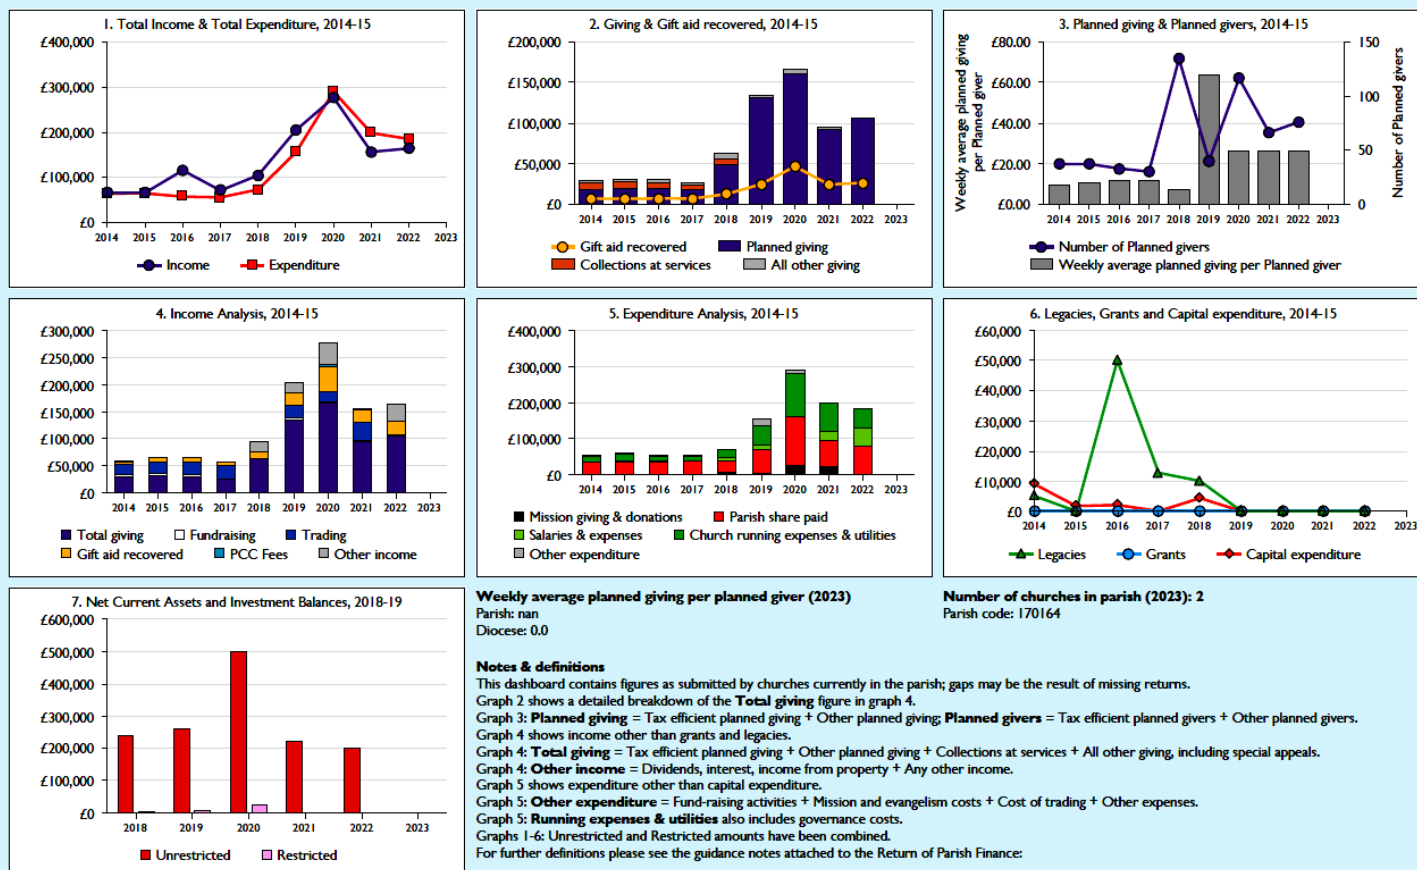 1. Total Income & Total Expenditure, 2014-15
£400,000
£300,000
£200,000
£100,000
£0
2014 2015 2016 2017 2018 2019 2020 2021 2022 2023
Income Expenditure
2. Giving & Gift aid recovered, 2014-15
£200,000
£150,000
£100,000
£50,000
£0
2014 2015 2016 2017 2018 2019 2020 2021 2022 2023
Gift aid recovered Planned giving
Collections at services All other giving
3. Planned giving & Planned givers, 2014-15
Weekly average planned giving
per Planned giver
£80.00
£60.00
£40.00
£20.00
£0.00
150
100
50
0
Number of Planned givers
2014 2015 2016 2017 2018 2019 2020 2021 2022 2023
Number of Planned givers
Weekly average planned giving per Planned giver
4. Income Analysis, 2014-15
£300,000
£250,000
£200,000
£150,000
£100,000
£50,000
£0
2014 2015 2016 2017 2018 2019 2020 2021 2022 2023
Total giving Fundraising Trading
Gift aid recovered PCC Fees Other income
5. Expenditure Analysis, 2014-15
£400,000
£300,000
£200,000
£100,000
£0
2014 2015 2016 2017 2018 2019 2020 2021 2022 2023
Mission giving & donations Parish share paid
Salaries & expenses Church running expenses & utilities
Other expenditure
6. Legacies, Grants and Capital expenditure, 2014-15
£60,000
£50,000
£40,000
£30,000
£20,000
£10,000
£0
2014 2015 2016 2017 2018 2019 2020 2021 2022 2023
Legacies Grants Capital expenditure
7. Net Current Assets and Investment Balances, 2018-19
£600,000
£500,000
£400,000
£300,000
£200,000
£100,000
£0
2018 2019 2020 2021 2022 2023
Unrestricted Restricted
Weekly average planned giving per planned giver (2023)
Parish: nan
Diocese: 0.0
Number of churches in parish (2023): 2
Parish code: 170164
Notes & definitions
This dashboard contains figures as submitted by churches currently in the parish; gaps may be the result of missing returns.
Graph 2 shows a detailed breakdown of the Total giving figure in graph 4.
Graph 3: Planned giving = Tax efficient planned giving + Other planned giving; Planned givers = Tax efficient planned givers + Other planned givers.
Graph 4 shows income other than grants and legacies.
Graph 4: Total giving = Tax efficient planned giving + Other planned giving + Collections at services + All other giving, including special appeals.
Graph 4: Other income = Dividends, interest, income from property + Any other income.
Graph 5 shows expenditure other than capital expenditure.
Graph 5: Other expenditure = Fund-raising activities + Mission and evangelism costs + Cost of trading + Other expenses.
Graph 5: Running expenses & utilities also includes governance costs.
Graphs 1-6: Unrestricted and Restricted amounts have been combined.
For further definitions please see the guidance notes attached to the Return of Parish Finance: